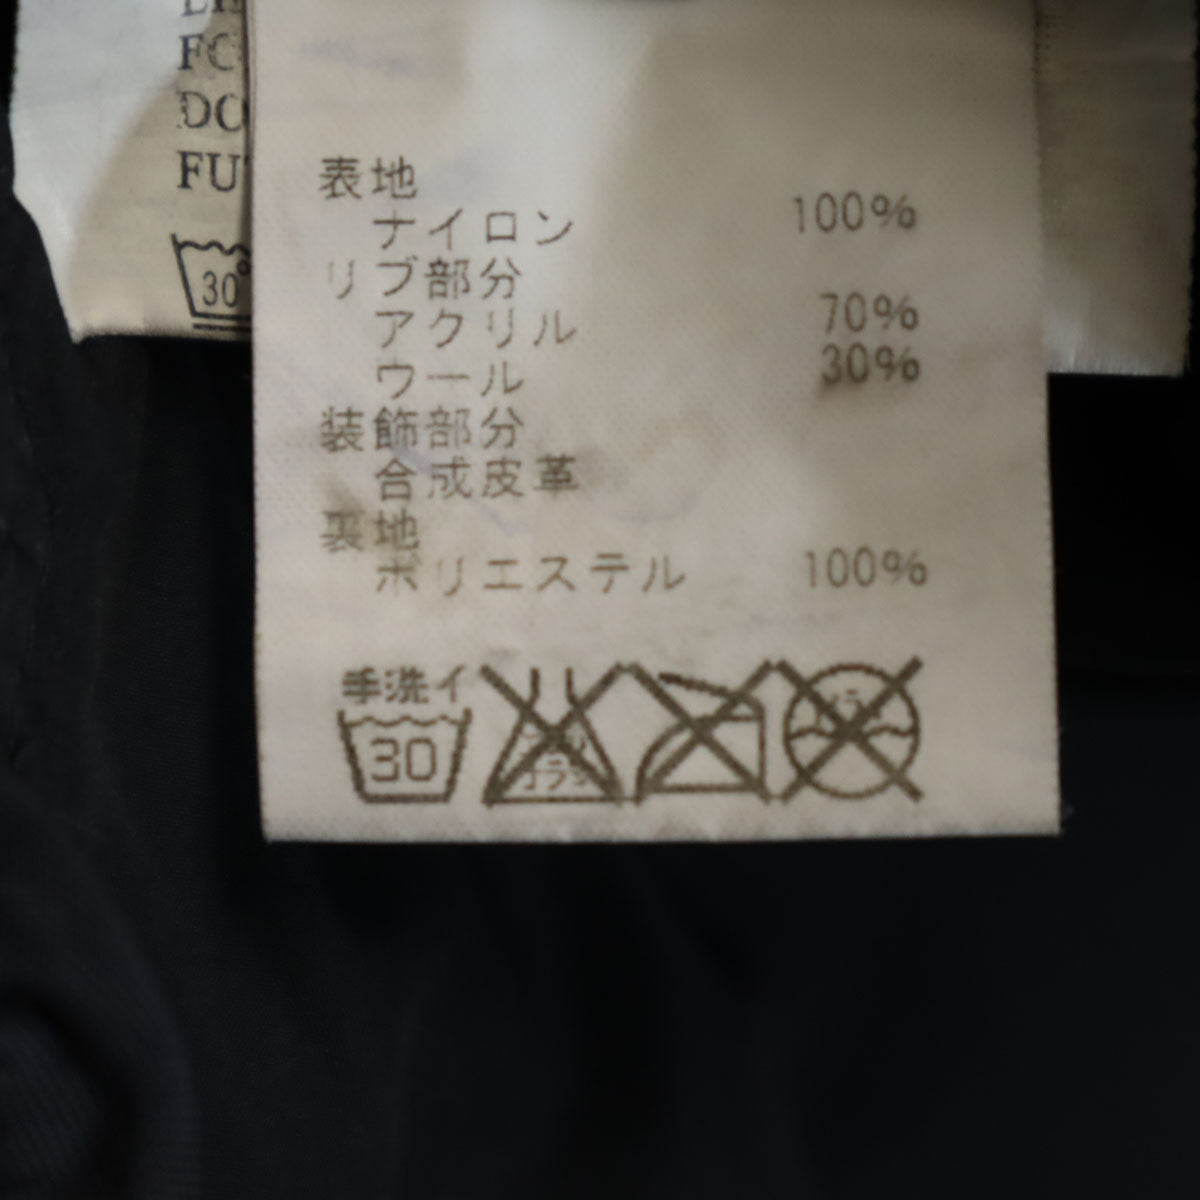 FO
DO
FU
30°
表地
ナイロン 100%
リブ部分
アクリル 70%
ウール 30%
装飾部分
合成皮革
裏地
ポリエステル 100%
手洗イ
30